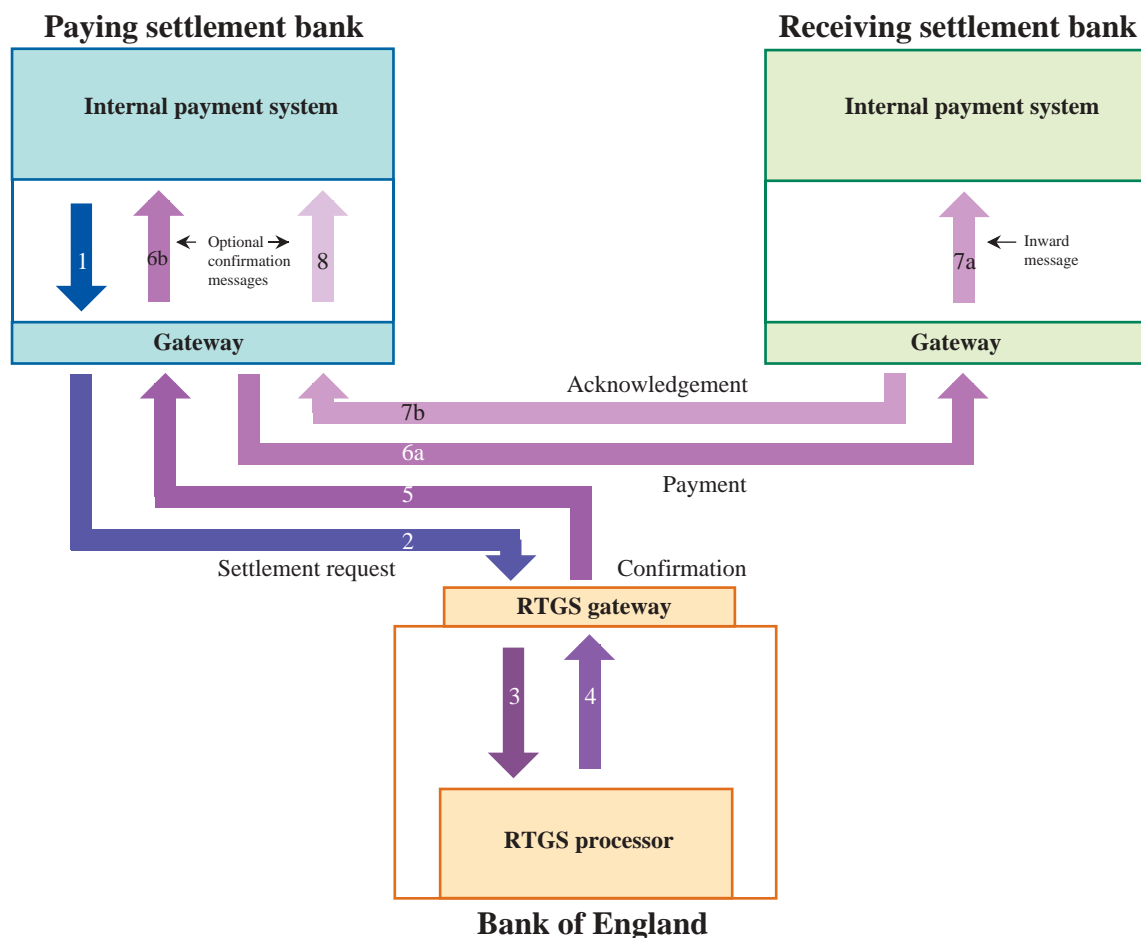 Paying settlement bank
Receiving settlement bank
Internal payment system
Internal payment system
1
6b
Optional
confirmation
messages
8
7a
Inward
message
Gateway
Gateway
Acknowledgement
7b
6a
Payment
5
2
Settlement request
Confirmation
RTGS gateway
3
4
RTGS processor
Bank of England